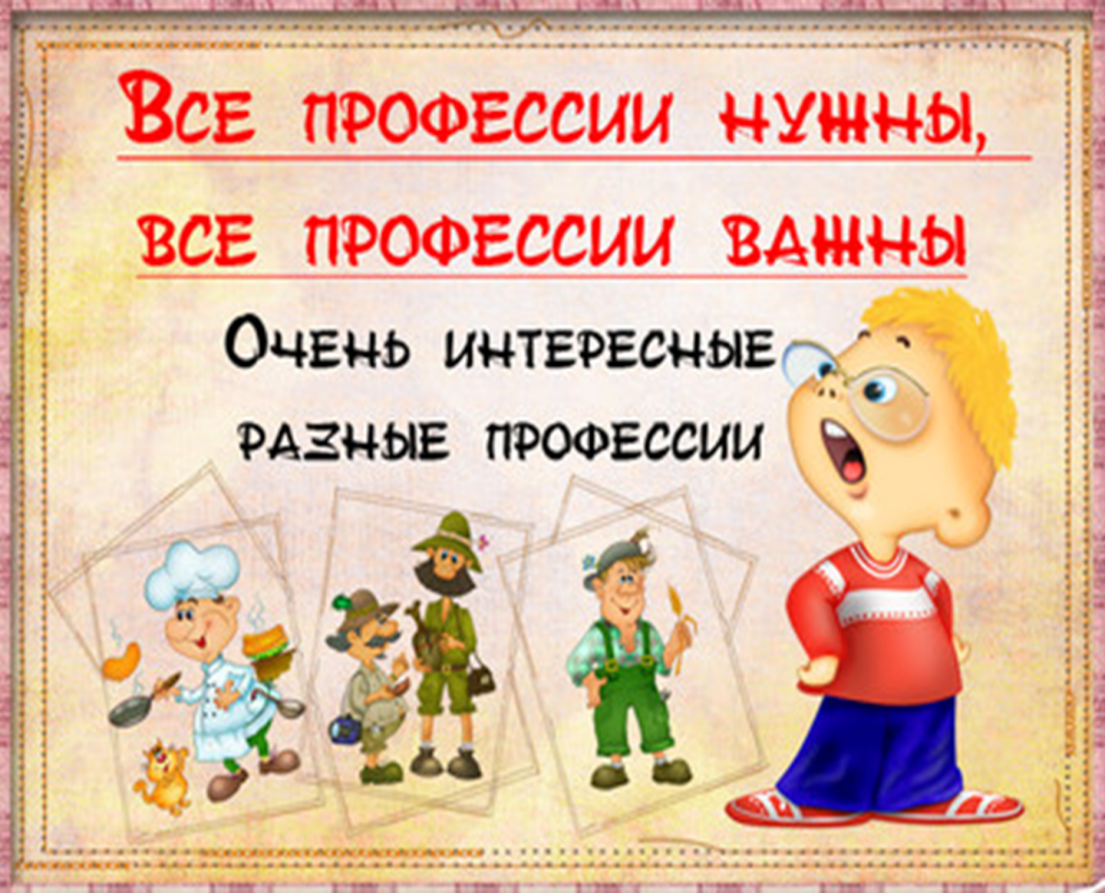 Все профессии нужны,
все профессии важны
Очень интересные
разные профессии